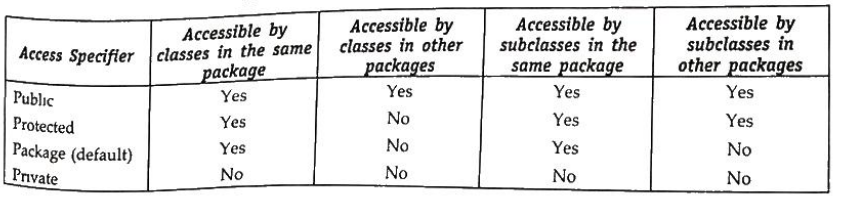 Access Specifier Accessible by classes in the same package Accessible by classes in other packages Accessible by subclasses in the same package Accessible by subclasses in other packages
Public Yes Yes Yes Yes
Protected Yes No Yes Yes
Package (default) Yes No Yes No
Private No No No No